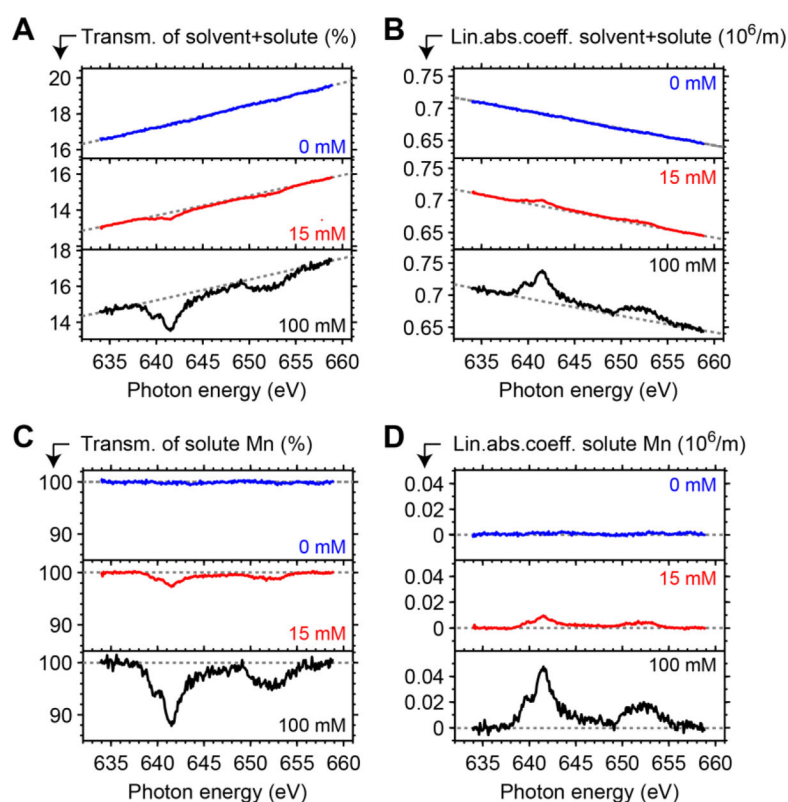 A Transm. of solvent+solute (%)
20
18
16
0 mM
16
14
15 mM
18
16
14
100 mM
635 640 645 650 655 660
Photon energy (eV)
B Lin.abs.coeff. solvent+solute (10⁶/m)
0.75
0.7
0.65
0 mM
0.75
0.7
0.65
15 mM
0.75
0.7
0.65
100 mM
635 640 645 650 655 660
Photon energy (eV)
C Transm. of solute Mn (%)
100
90
0 mM
100
90
15 mM
100
90
100 mM
635 640 645 650 655 660
Photon energy (eV)
D Lin.abs.coeff. solute Mn (10⁶/m)
0.04
0.02
0
0 mM
0.04
0.02
0
15 mM
0.04
0.02
0
100 mM
635 640 645 650 655 660
Photon energy (eV)